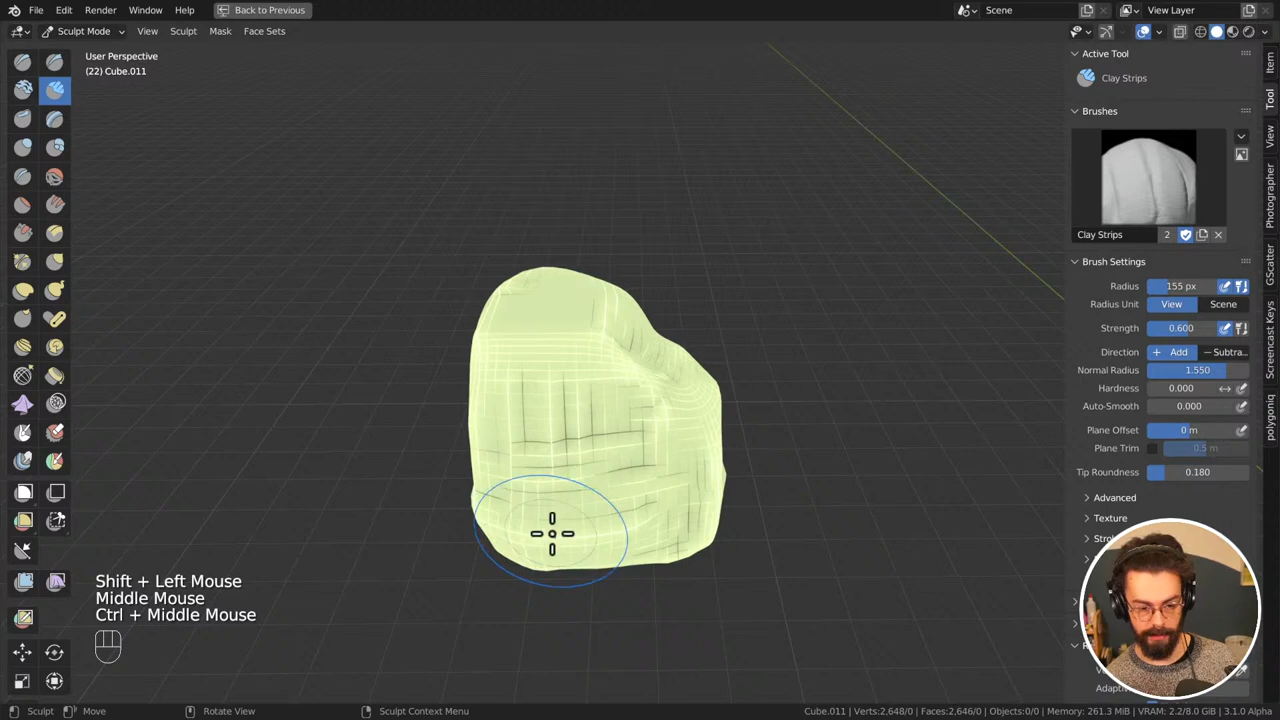 File Edit Render Window Help Back to Previous Scene View Layer
Sculpt Mode View Sculpt Mask Face Sets
User Perspective
(22) Cube.011
Active Tool
Clay Strips
Brushes
Clay Strips 2
Brush Settings
Radius 155 px
Radius Unit View Scene
Strength 0.600
Direction + Add − Subtra...
Normal Radius 1.550
Hardness 0.000
Auto-Smooth 0.000
Plane Offset 0 m
Plane Trim 0.5 m
Tip Roundness 0.180
Advanced
Texture
Adaptiv
Item
Tool
View
Photographer
GScatter
Screencast Keys
polygoniq
Shift + Left Mouse
Middle Mouse
Ctrl + Middle Mouse
Sculpt Move Rotate View Sculpt Context Menu Cube.011 | Verts:2,648/0 | Faces:2,646/0 | Objects:0/0 | Memory: 261.3 MiB | VRAM: 2.2/8.0 GiB | 3.1.0 Alpha